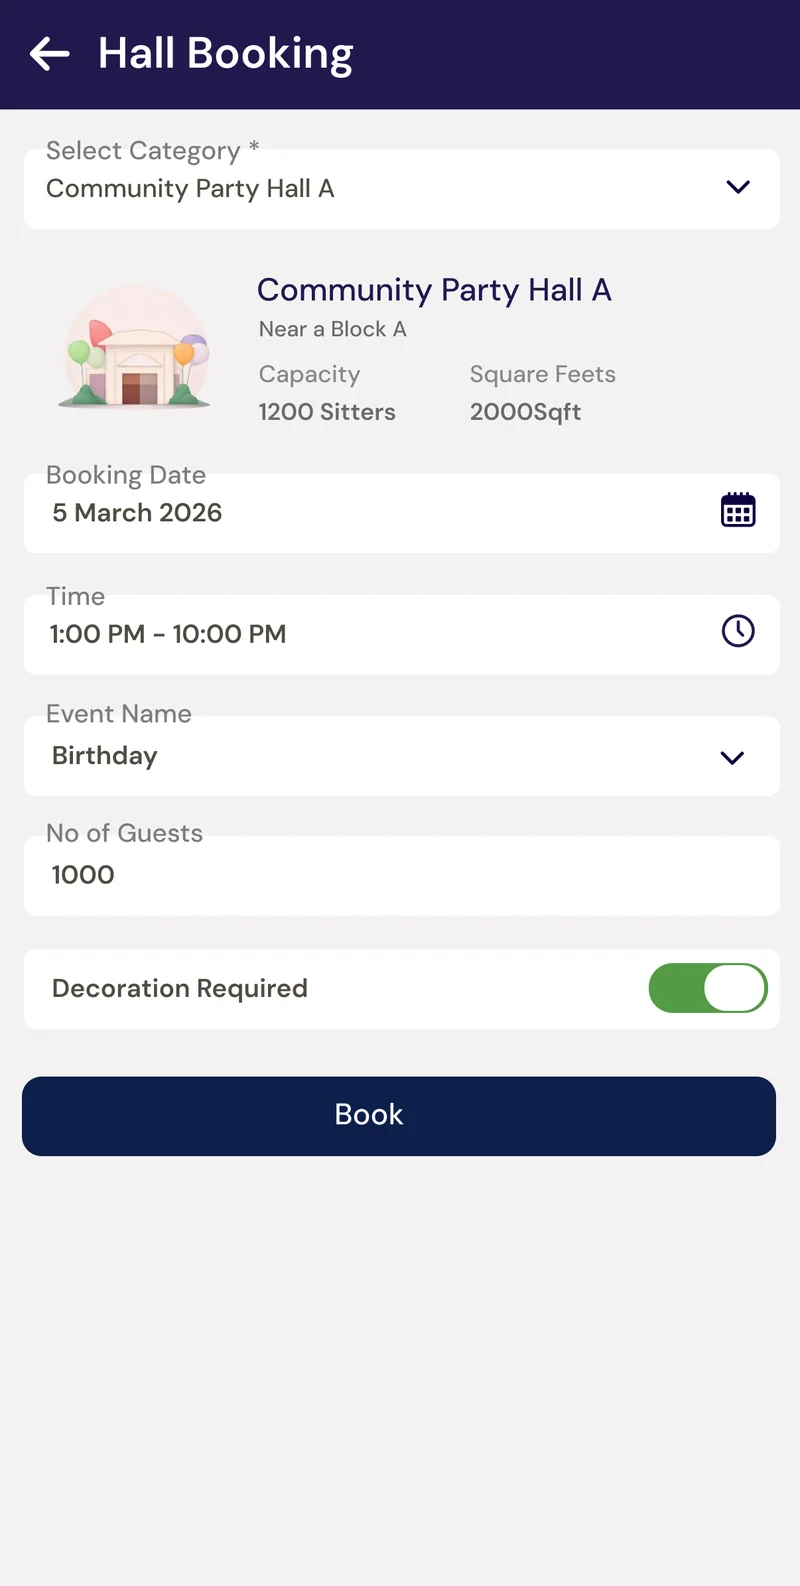 Hall Booking
Select Category *
Community Party Hall A
Community Party Hall A
Near a Block A
Capacity Square Feets
1200 Sitters 2000Sqft
Booking Date
5 March 2026
Time
1:00 PM - 10:00 PM
Event Name
Birthday
No of Guests
1000
Decoration Required
Book